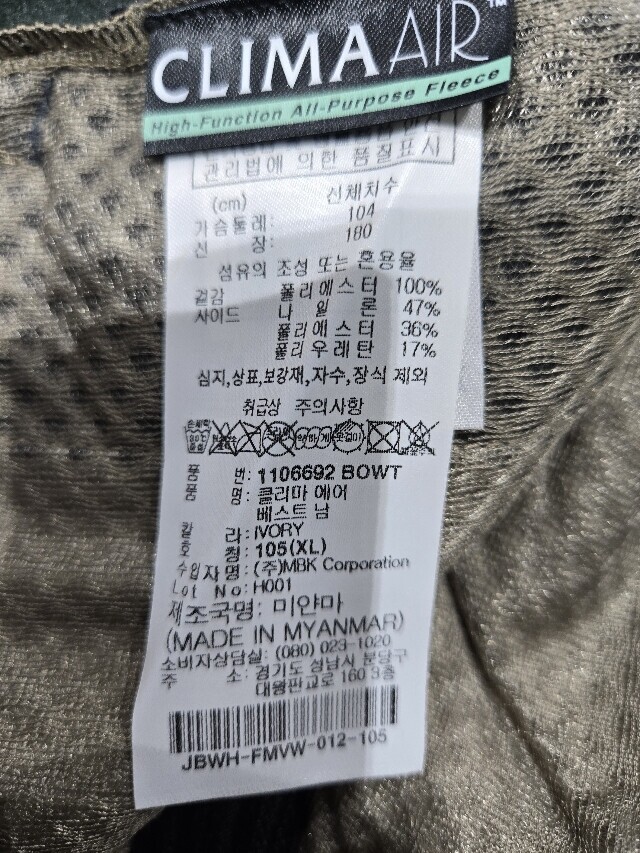 CLIMAAIR™
High-Function All-Purpose Fleece
관리법에 의한 품질표시
(cm) 신체치수
가슴둘레: 104
신 장: 180
섬유의 조성 또는 혼용율
겉감 폴리에스터 100%
사이드 나 일 론 47%
폴리에스터 36%
폴리우레탄 17%
심지,상표,보강재,자수,장식 제외
취급상 주의사항
품 번: 1106692 BOWT
품 명: 클리마 에어
베스트 남
칼 라: IVORY
호 칭: 105(XL)
수입자명: (주)MBK Corporation
Lot No: H001
제조국명: 미얀마
(MADE IN MYANMAR)
소비자상담실: (080) 023-1020
주 소: 경기도 성남시 분당구
대왕판교로 160 3층
JBWH-FMVW-012-105